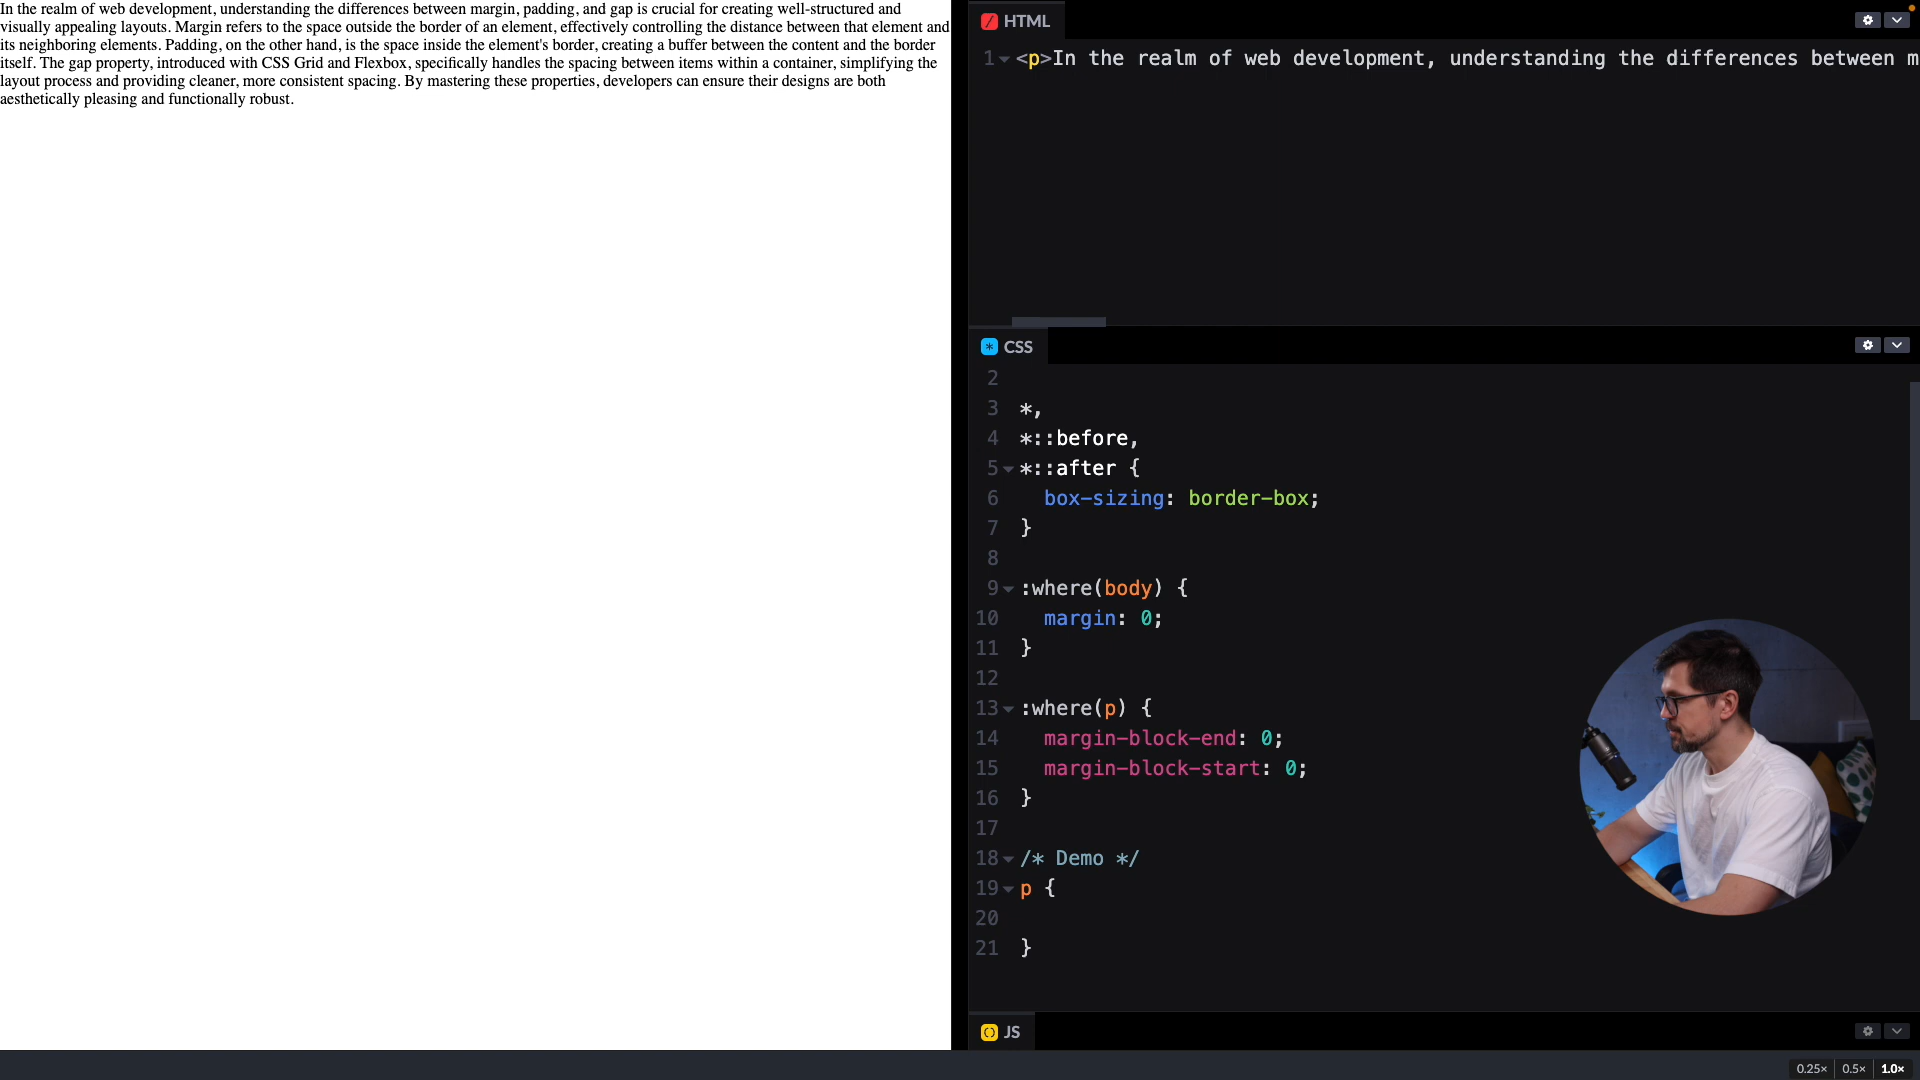 In the realm of web development, understanding the differences between margin, padding, and gap is crucial for creating well-structured and
visually appealing layouts. Margin refers to the space outside the border of an element, effectively controlling the distance between that element and
its neighboring elements. Padding, on the other hand, is the space inside the element's border, creating a buffer between the content and the border
itself. The gap property, introduced with CSS Grid and Flexbox, specifically handles the spacing between items within a container, simplifying the
layout process and providing cleaner, more consistent spacing. By mastering these properties, developers can ensure their designs are both
aesthetically pleasing and functionally robust.
HTML
1 <p>In the realm of web development, understanding the differences between m
CSS
2
3 *,
4 *::before,
5 *::after {
6 box-sizing: border-box;
7 }
8
9 :where(body) {
10 margin: 0;
11 }
12
13 :where(p) {
14 margin-block-end: 0;
15 margin-block-start: 0;
16 }
17
18 /* Demo */
19 p {
20
21 }
JS
0.25× 0.5× 1.0×